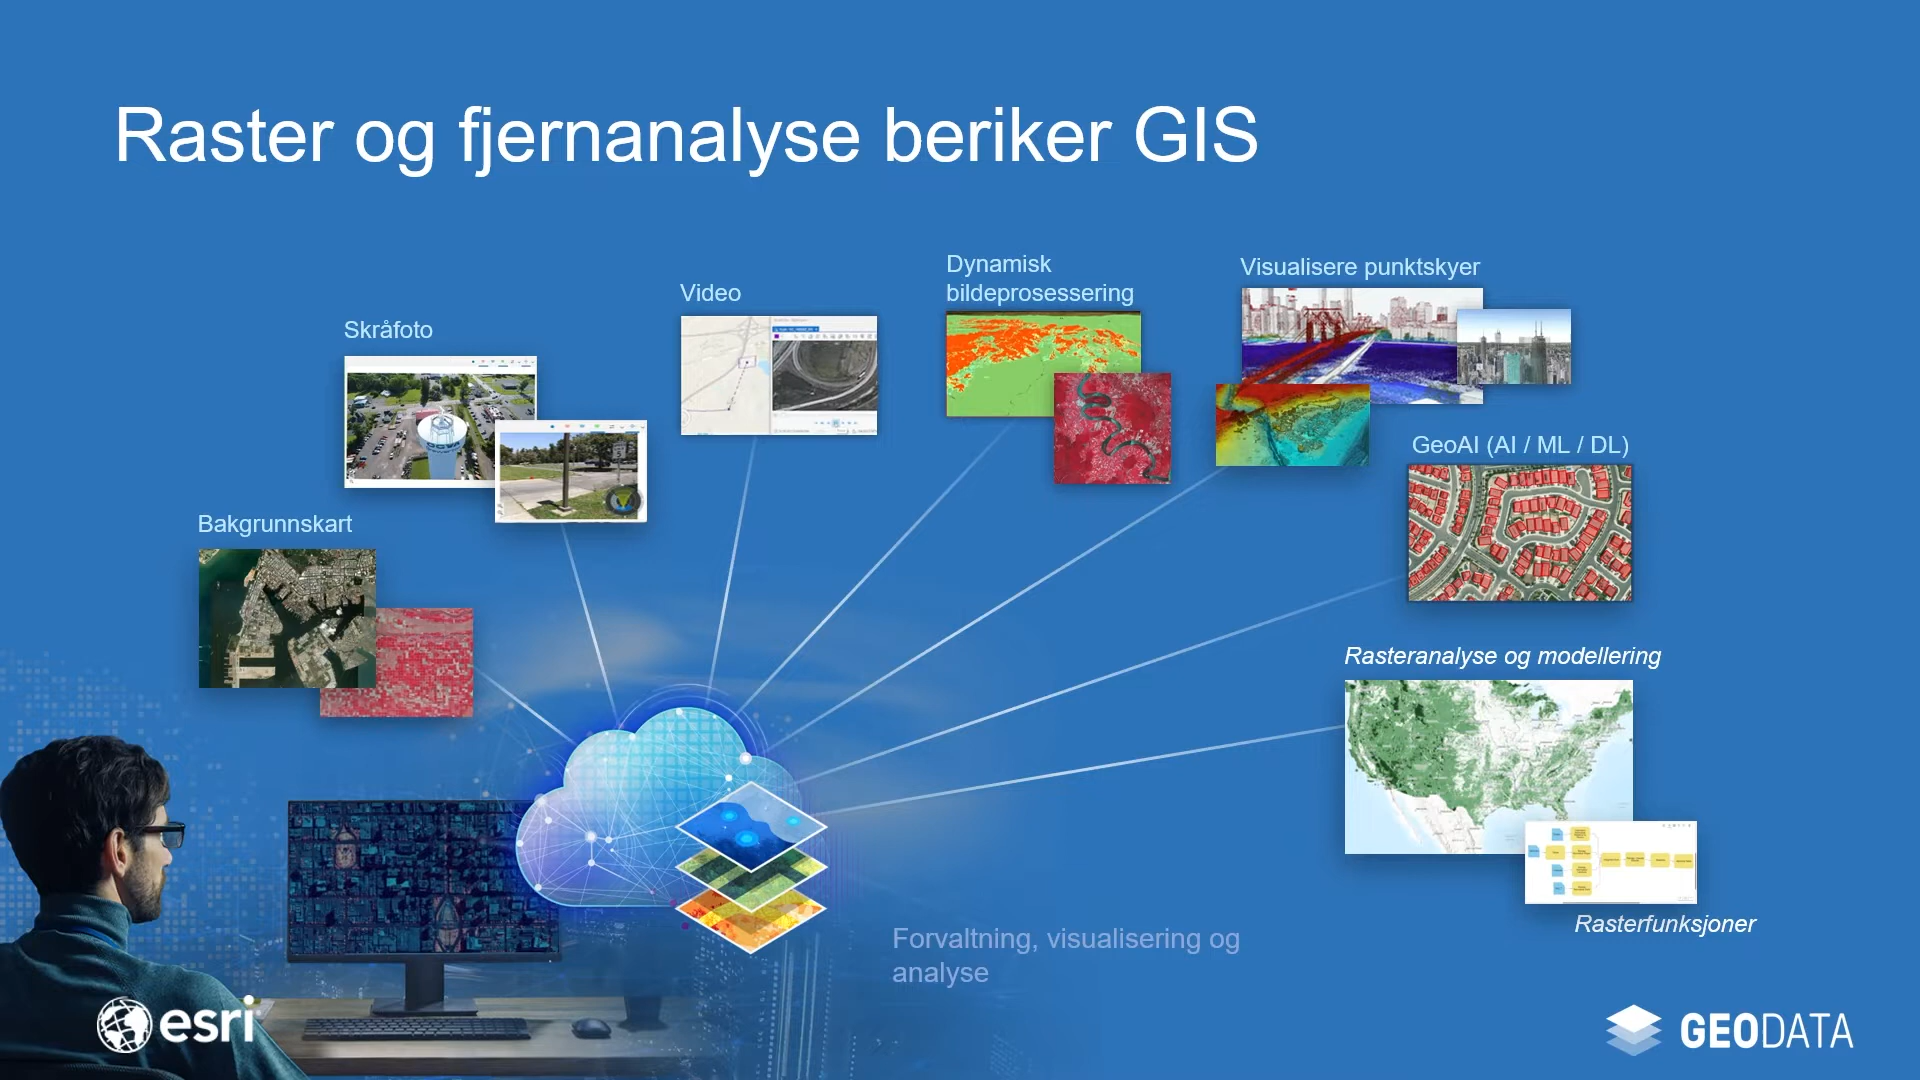 Raster og fjernanalyse beriker GIS
Dynamisk
bildeprosessering
Visualisere punktskyer
Video
Skråfoto
GeoAI (AI / ML / DL)
Bakgrunnskart
Rasteranalyse og modellering
Rasterfunksjoner
Forvaltning, visualisering og
analyse
esri
GEODATA